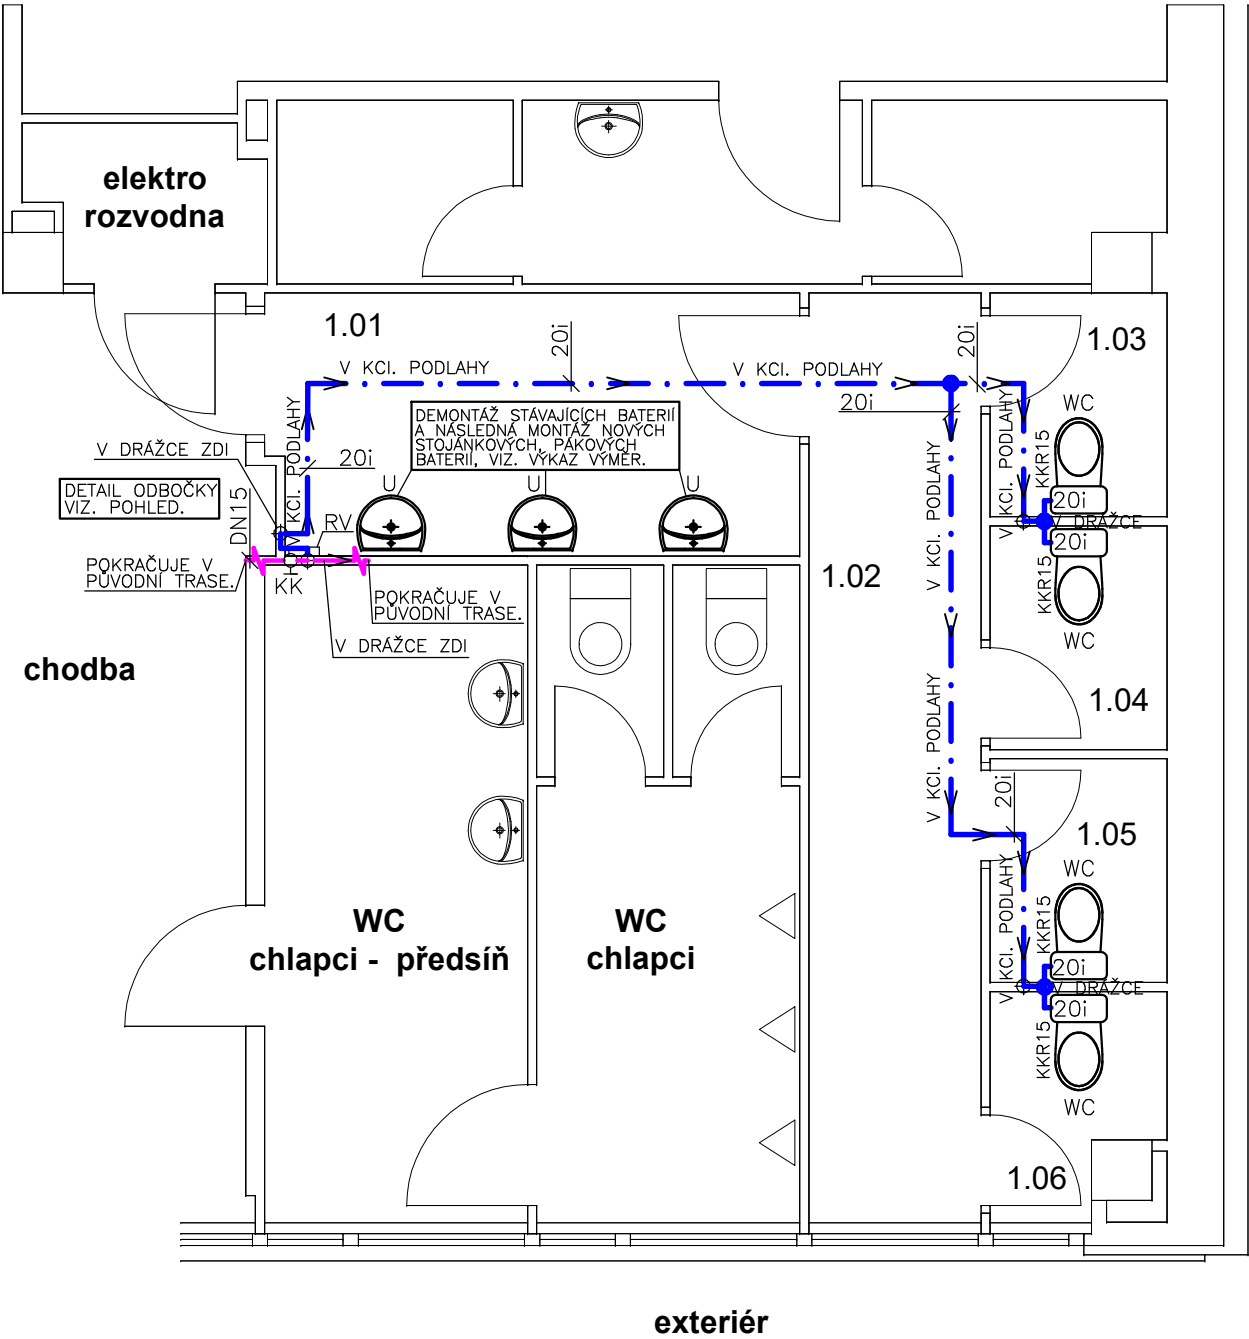 elektro
rozvodna
1.01
20i
V KCI. PODLAHY
V KCI. PODLAHY
20i
1.03
20i
WC
DEMONTÁŽ STÁVAJÍCÍCH BATERIÍ
A NÁSLEDNÁ MONTÁŽ NOVÝCH
STOJÁNKOVÝCH, PÁKOVÝCH
BATERIÍ, VIZ. VÝKAZ VÝMĚR.
V DRÁŽCE ZDI
V KCI. PODLAHY
20i
U
U
U
DETAIL ODBOČKY
VIZ. POHLED.
DN15
RV
KK
POKRAČUJE V
PŮVODNÍ TRASE.
POKRAČUJE V
PŮVODNÍ TRASE.
V DRÁŽCE ZDI
V KCI. PODLAHY
V KCI. PODLAHY
KKR15
20i
V DRÁŽCE
20i
KKR15
WC
1.02
chodba
1.04
V KCI. PODLAHY
20i
1.05
WC
V KCI. PODLAHY
KKR15
20i
V DRÁŽCE
20i
KKR15
WC
WC
chlapci - předsíň
WC
chlapci
1.06
exteriér